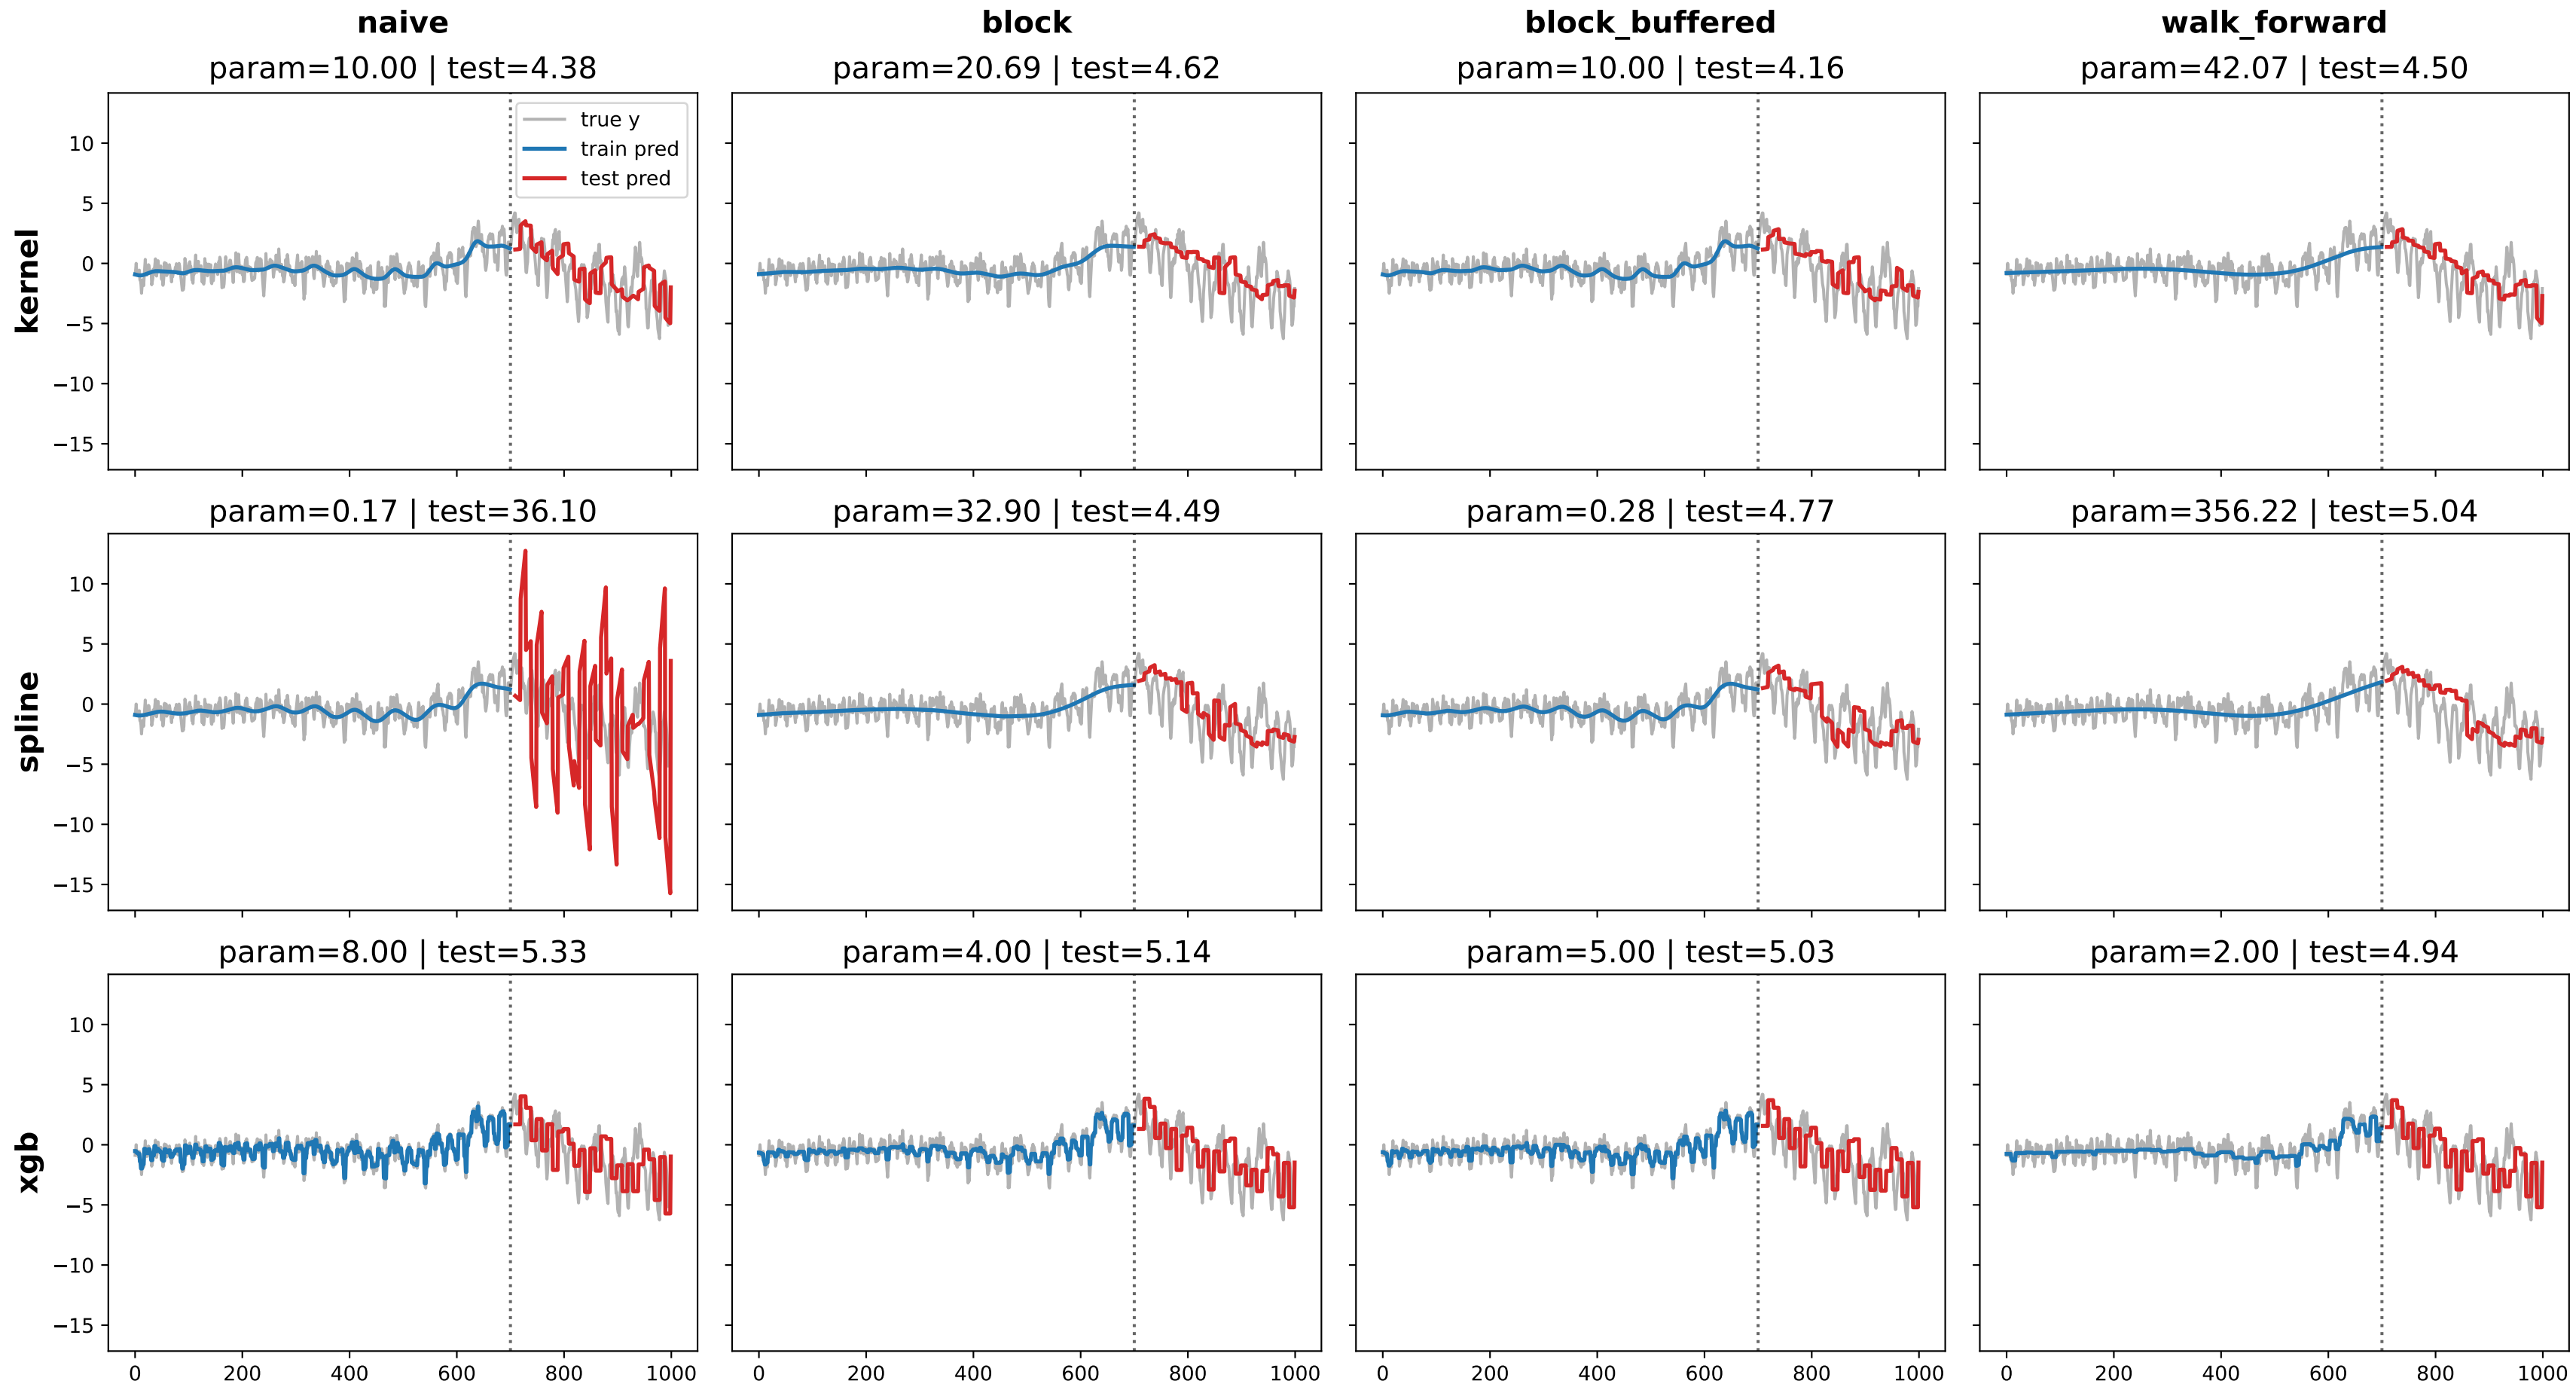 naive block block_buffered walk_forward
param=10.00 | test=4.38 param=20.69 | test=4.62 param=10.00 | test=4.16 param=42.07 | test=4.50
kernel
true y
train pred
test pred
10
5
0
−5
−10
−15
param=0.17 | test=36.10 param=32.90 | test=4.49 param=0.28 | test=4.77 param=356.22 | test=5.04
spline
10
5
0
−5
−10
−15
param=8.00 | test=5.33 param=4.00 | test=5.14 param=5.00 | test=5.03 param=2.00 | test=4.94
xgb
10
5
0
−5
−10
−15
0 200 400 600 800 1000 0 200 400 600 800 1000 0 200 400 600 800 1000 0 200 400 600 800 1000